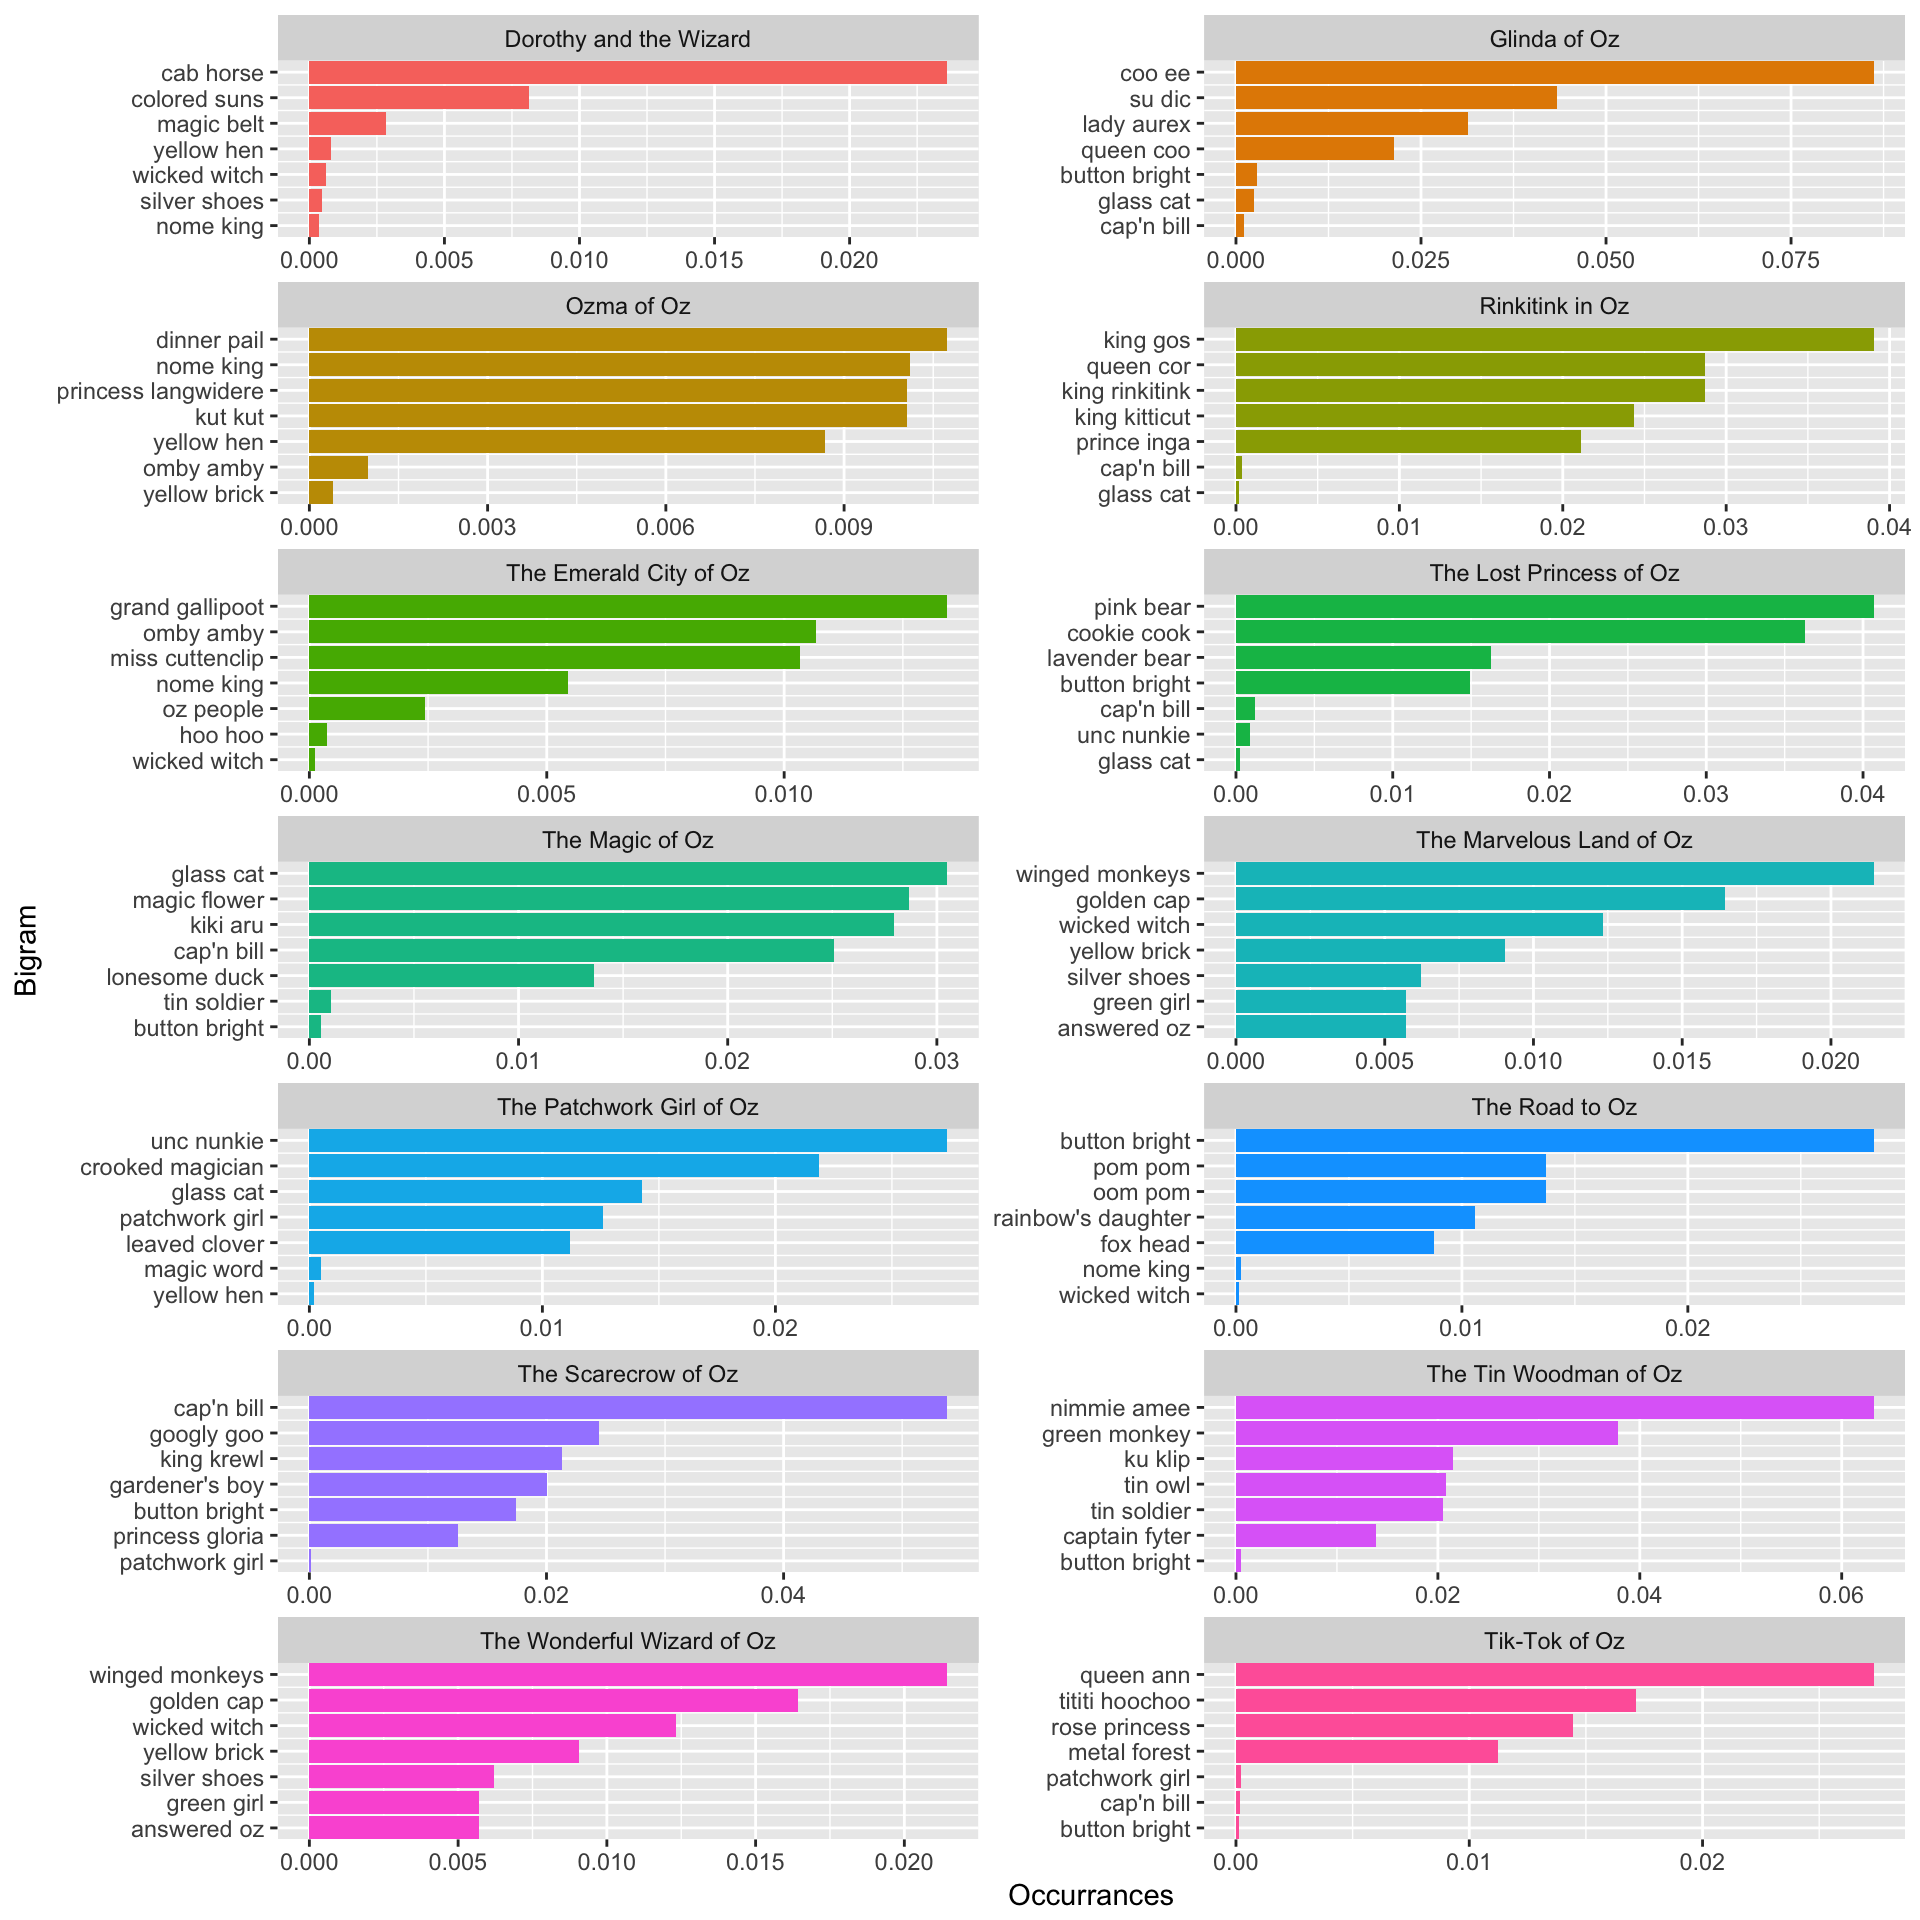 Dorothy and the Wizard
cab horse
colored suns
magic belt
yellow hen
wicked witch
silver shoes
nome king
0.000 0.005 0.010 0.015 0.020
Glinda of Oz
coo ee
su dic
lady aurex
queen coo
button bright
glass cat
cap'n bill
0.000 0.025 0.050 0.075
Ozma of Oz
dinner pail
nome king
princess langwidere
kut kut
yellow hen
omby amby
yellow brick
0.000 0.003 0.006 0.009
Rinkitink in Oz
king gos
queen cor
king rinkitink
king kitticut
prince inga
cap'n bill
glass cat
0.00 0.01 0.02 0.03 0.04
The Emerald City of Oz
grand gallipoot
omby amby
miss cuttenclip
nome king
oz people
hoo hoo
wicked witch
0.000 0.005 0.010
The Lost Princess of Oz
pink bear
cookie cook
lavender bear
button bright
cap'n bill
unc nunkie
glass cat
0.00 0.01 0.02 0.03 0.04
The Magic of Oz
glass cat
magic flower
kiki aru
cap'n bill
lonesome duck
tin soldier
button bright
0.00 0.01 0.02 0.03
The Marvelous Land of Oz
winged monkeys
golden cap
wicked witch
yellow brick
silver shoes
green girl
answered oz
0.000 0.005 0.010 0.015 0.020
The Patchwork Girl of Oz
unc nunkie
crooked magician
glass cat
patchwork girl
leaved clover
magic word
yellow hen
0.00 0.01 0.02
The Road to Oz
button bright
pom pom
oom pom
rainbow's daughter
fox head
nome king
wicked witch
0.00 0.01 0.02
The Scarecrow of Oz
cap'n bill
googly goo
king krewl
gardener's boy
button bright
princess gloria
patchwork girl
0.00 0.02 0.04
The Tin Woodman of Oz
nimmie amee
green monkey
ku klip
tin owl
tin soldier
captain fyter
button bright
0.00 0.02 0.04 0.06
The Wonderful Wizard of Oz
winged monkeys
golden cap
wicked witch
yellow brick
silver shoes
green girl
answered oz
0.000 0.005 0.010 0.015 0.020
Tik-Tok of Oz
queen ann
tititi hoochoo
rose princess
metal forest
patchwork girl
cap'n bill
button bright
0.00 0.01 0.02
Bigram
Occurrances